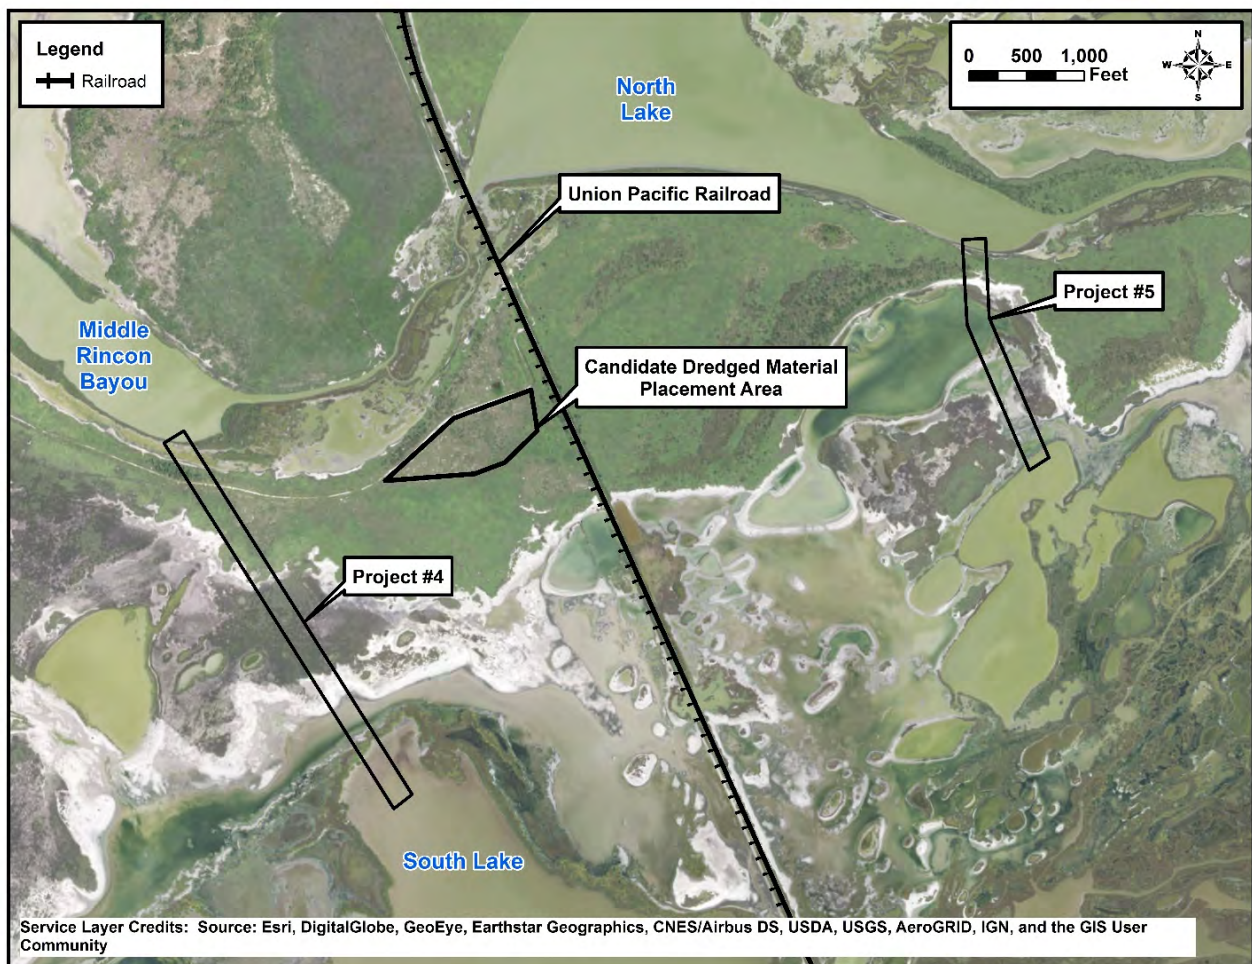 Legend
Railroad
0 500 1,000
Feet
N
W E
S
North
Lake
Union Pacific Railroad
Project #5
Middle
Rincon
Bayou
Candidate Dredged Material
Placement Area
Project #4
South Lake
Service Layer Credits: Source: Esri, DigitalGlobe, GeoEye, Earthstar Geographics, CNES/Airbus DS, USDA, USGS, AeroGRID, IGN, and the GIS User
Community